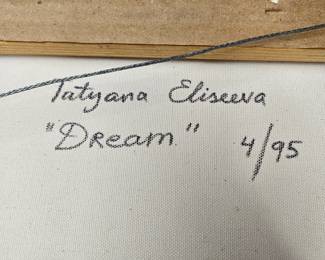 Tatyana Eliseeva
"Dream" 4/95